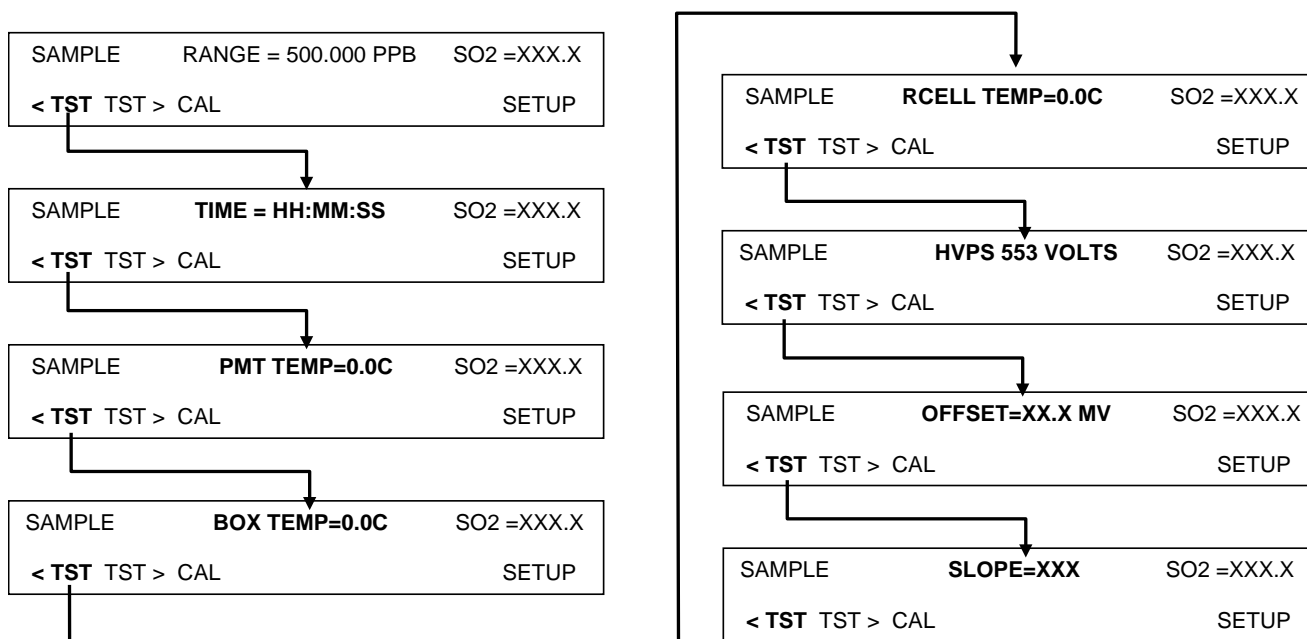 SAMPLE RANGE = 500.000 PPB SO2 =XXX.X
< TST TST > CAL SETUP
SAMPLE TIME = HH:MM:SS SO2 =XXX.X
< TST TST > CAL SETUP
SAMPLE PMT TEMP=0.0C SO2 =XXX.X
< TST TST > CAL SETUP
SAMPLE BOX TEMP=0.0C SO2 =XXX.X
< TST TST > CAL SETUP
SAMPLE RCELL TEMP=0.0C SO2 =XXX.X
< TST TST > CAL SETUP
SAMPLE HVPS 553 VOLTS SO2 =XXX.X
< TST TST > CAL SETUP
SAMPLE OFFSET=XX.X MV SO2 =XXX.X
< TST TST > CAL SETUP
SAMPLE SLOPE=XXX SO2 =XXX.X
< TST TST > CAL SETUP